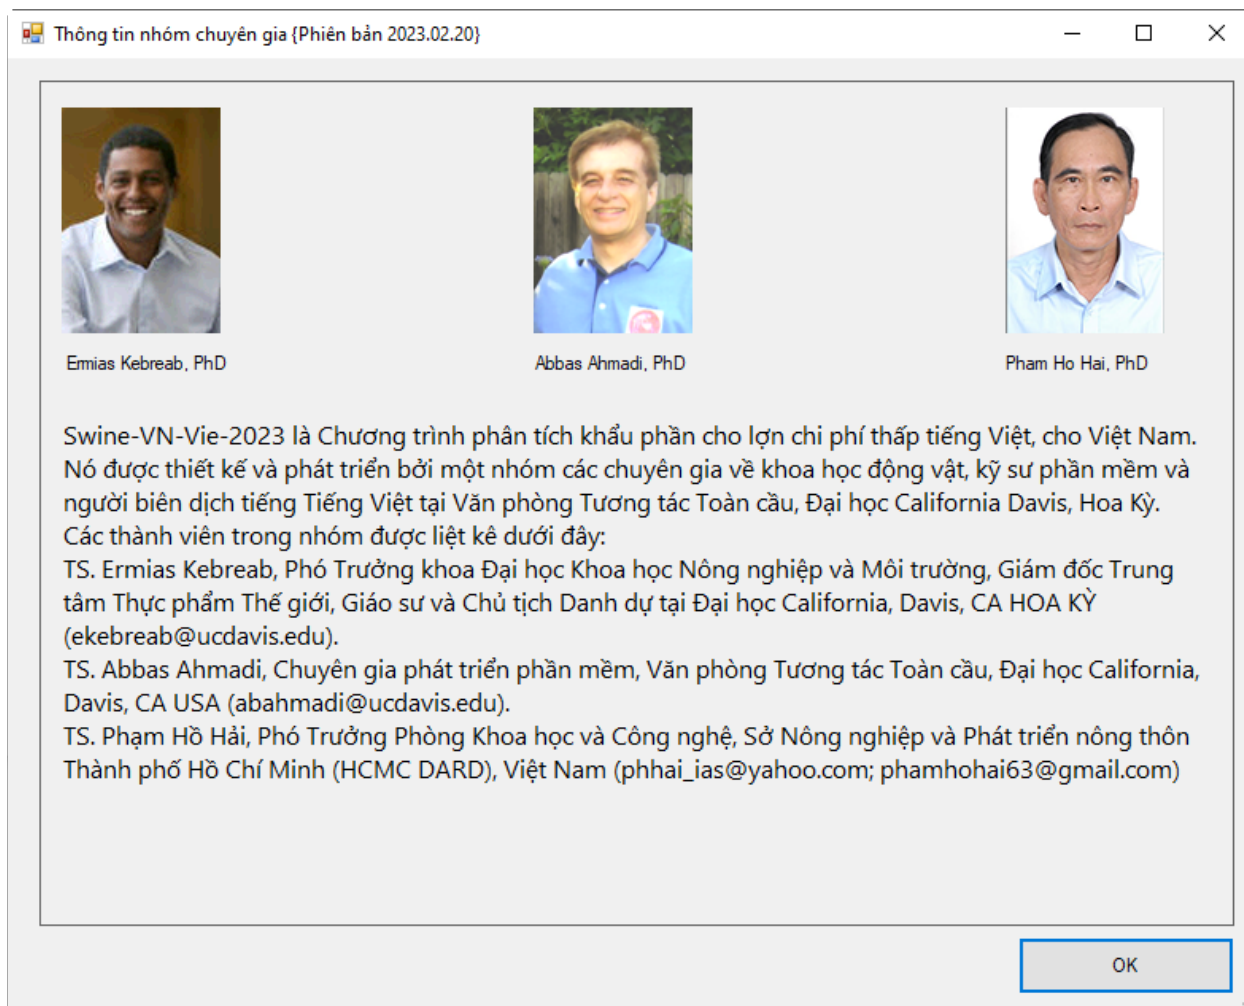 Thông tin nhóm chuyên gia {Phiên bản 2023.02.20}
Ermias Kebreab, PhD
Abbas Ahmadi, PhD
Pham Ho Hai, PhD
Swine-VN-Vie-2023 là Chương trình phân tích khẩu phần cho lợn chi phí thấp tiếng Việt, cho Việt Nam.
Nó được thiết kế và phát triển bởi một nhóm các chuyên gia về khoa học động vật, kỹ sư phần mềm và
người biên dịch tiếng Tiếng Việt tại Văn phòng Tương tác Toàn cầu, Đại học California Davis, Hoa Kỳ.
Các thành viên trong nhóm được liệt kê dưới đây:
TS. Ermias Kebreab, Phó Trưởng khoa Đại học Khoa học Nông nghiệp và Môi trường, Giám đốc Trung
tâm Thực phẩm Thế giới, Giáo sư và Chủ tịch Danh dự tại Đại học California, Davis, CA HOA KỲ
(ekebreab@ucdavis.edu).
TS. Abbas Ahmadi, Chuyên gia phát triển phần mềm, Văn phòng Tương tác Toàn cầu, Đại học California,
Davis, CA USA (abahmadi@ucdavis.edu).
TS. Phạm Hồ Hải, Phó Trưởng Phòng Khoa học và Công nghệ, Sở Nông nghiệp và Phát triển nông thôn
Thành phố Hồ Chí Minh (HCMC DARD), Việt Nam (phhai_ias@yahoo.com; phamhohai63@gmail.com)
OK